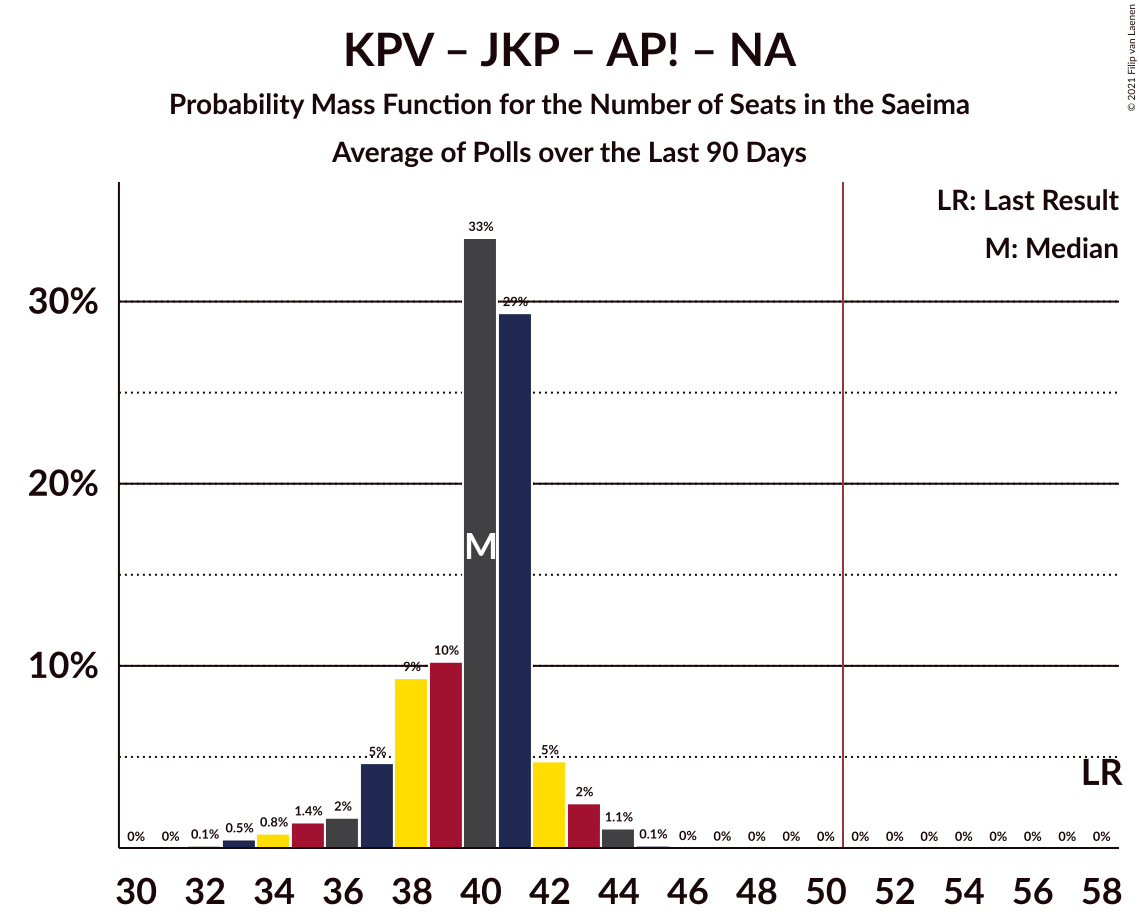 KPV – JKP – AP! – NA
Probability Mass Function for the Number of Seats in the Saeima
Average of Polls over the Last 90 Days
© 2021 Filip van Laenen
LR: Last Result
M: Median
30%
20%
10%
0% 0% 0.1% 0.5% 0.8% 1.4% 2% 5% 9% 10% 33% 29% 5% 2% 1.1% 0.1% 0% 0% 0% 0% 0% 0% 0% 0% 0% 0% 0% 0% 0%
M
LR
30 32 34 36 38 40 42 44 46 48 50 52 54 56 58